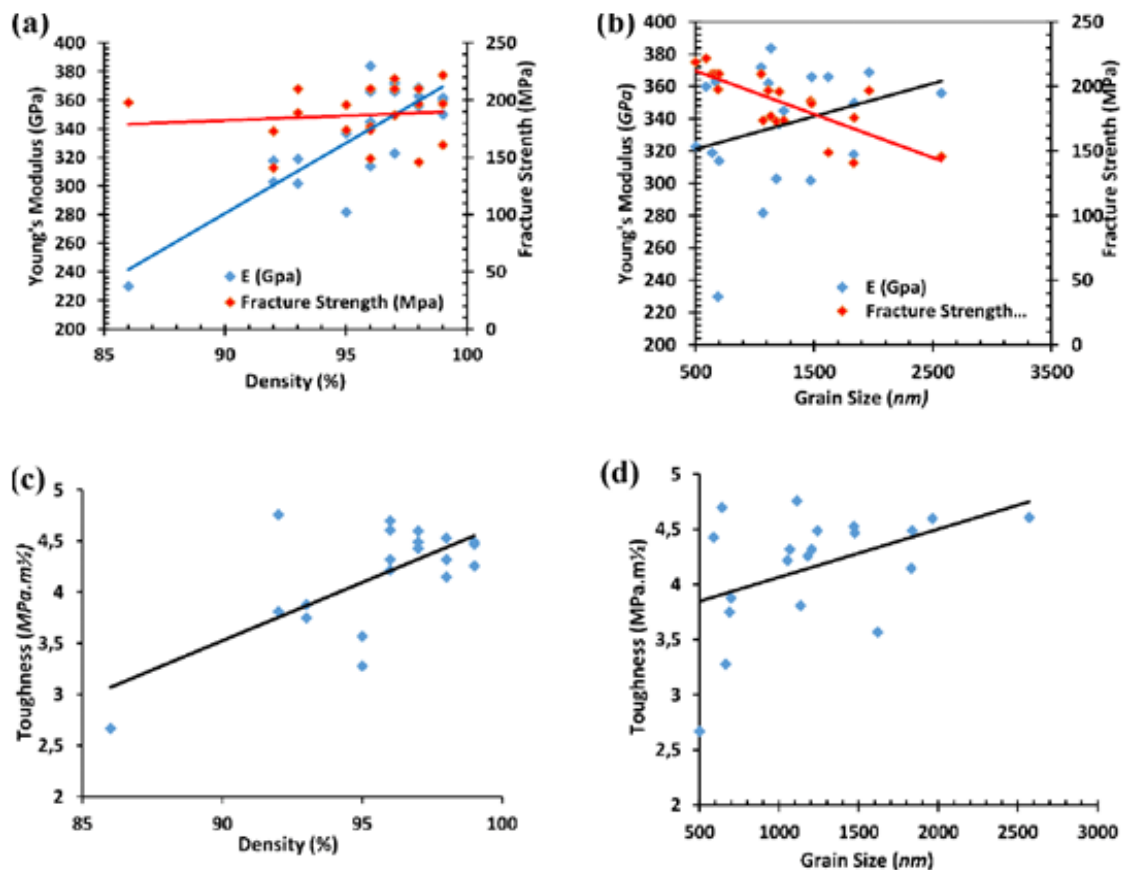 (a)
400
380
360
340
320
300
280
260
240
220
200
Young's Modulus (GPa)
250
200
150
100
50
0
Fracture Strenth (MPa)
E (Gpa)
Fracture Strength (Mpa)
85 90 95 100
Density (%)
(b)
400
380
360
340
320
300
280
260
240
220
200
Young's Modulus (GPa)
250
200
150
100
50
0
Fracture Strength (MPa)
E (Gpa)
Fracture Strength...
500 1500 2500 3500
Grain Size (nm)
(c)
5
4,5
4
3,5
3
2,5
2
Toughness (MPa.m½)
85 90 95 100
Density (%)
(d)
5
4,5
4
3,5
3
2,5
2
Toughness (MPa.m½)
500 1000 1500 2000 2500 3000
Grain Size (nm)